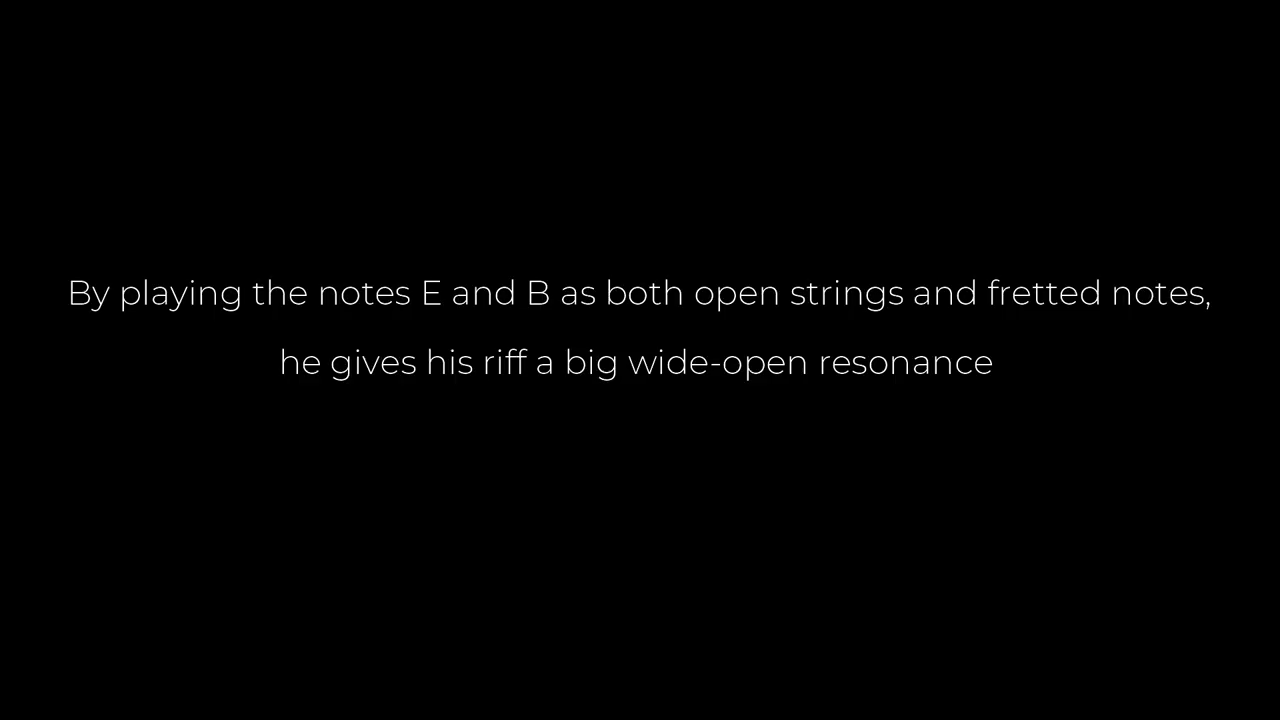 By playing the notes E and B as both open strings and fretted notes,
he gives his riff a big wide-open resonance